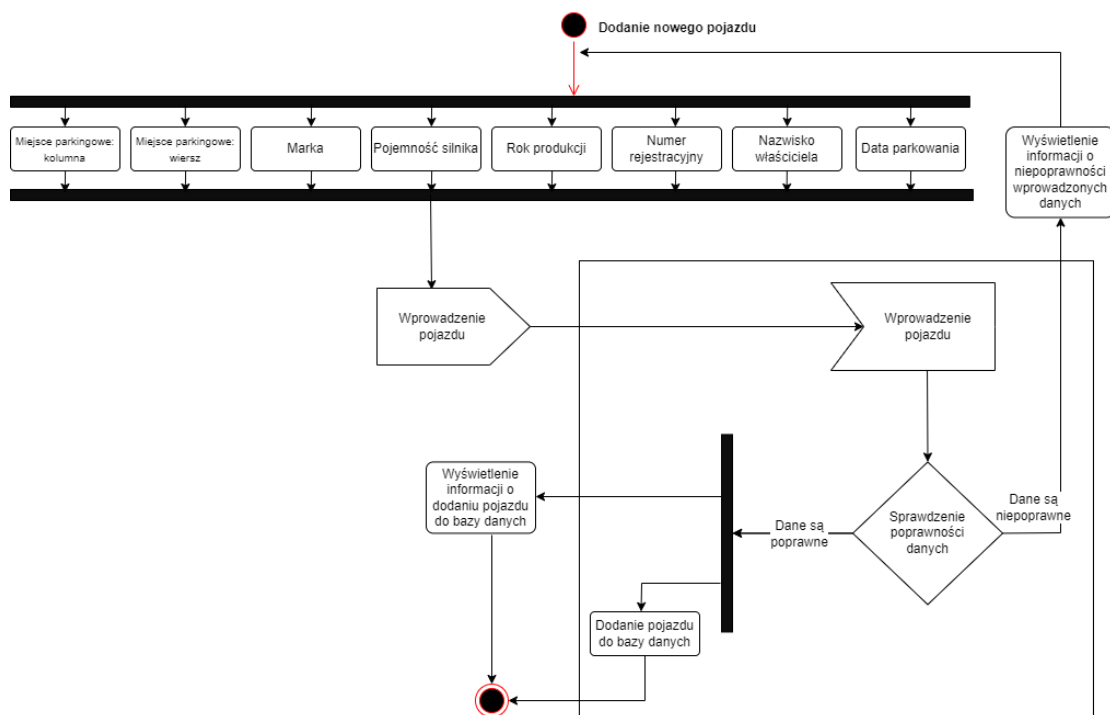 Dodanie nowego pojazdu
Miejsce parkingowe:
kolumna
Miejsce parkingowe:
wiersz
Marka
Pojemność silnika
Rok produkcji
Numer
rejestracyjny
Nazwisko
właściciela
Data parkowania
Wyświetlenie
informacji o
niepoprawności
wprowadzonych
danych
Wprowadzenie
pojazdu
Wprowadzenie
pojazdu
Wyświetlenie
informacji o
dodaniu pojazdu
do bazy danych
Dane są
poprawne
Sprawdzenie
poprawności
danych
Dane są
niepoprawne
Dodanie pojazdu
do bazy danych